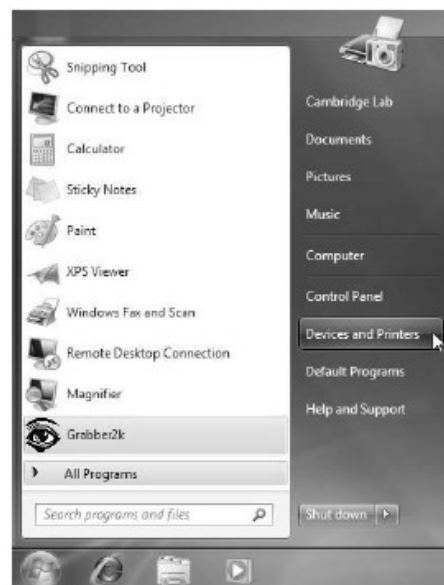 Snipping Tool
Connect to a Projector
Calculator
Sticky Notes
Paint
XPS Viewer
Windows Fax and Scan
Remote Desktop Connection
Magnifier
Grabber2k
All Programs
Search programs and files
Cambridge Lab
Documents
Pictures
Music
Computer
Control Panel
Devices and Printers
Default Programs
Help and Support
Shut down